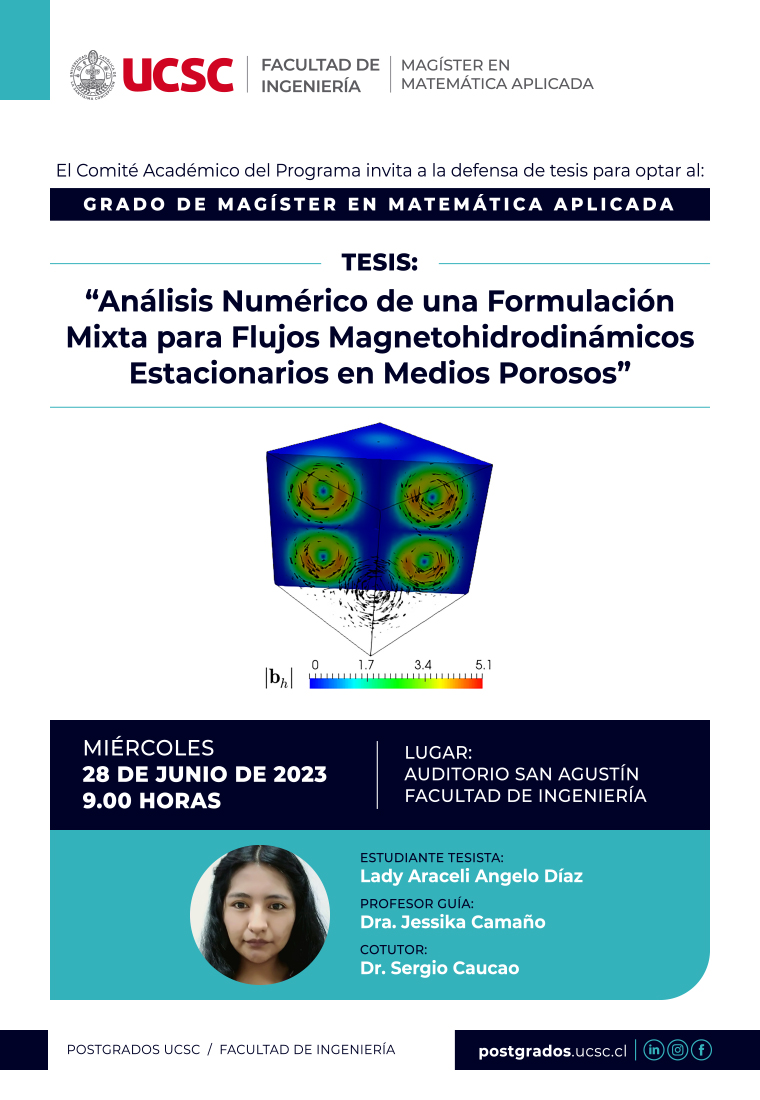 UCSC
FACULTAD DE
INGENIERÍA
MAGÍSTER EN
MATEMÁTICA APLICADA
El Comité Académico del Programa invita a la defensa de tesis para optar al:
GRADO DE MAGÍSTER EN MATEMÁTICA APLICADA
TESIS:
“Análisis Numérico de una Formulación
Mixta para Flujos Magnetohidrodinámicos
Estacionarios en Medios Porosos”
|b_h| 0 1.7 3.4 5.1
MIÉRCOLES
28 DE JUNIO DE 2023
9.00 HORAS
LUGAR:
AUDITORIO SAN AGUSTÍN
FACULTAD DE INGENIERÍA
ESTUDIANTE TESISTA:
Lady Araceli Angelo Díaz
PROFESOR GUÍA:
Dra. Jessika Camaño
COTUTOR:
Dr. Sergio Caucao
POSTGRADOS UCSC / FACULTAD DE INGENIERÍA
postgrados.ucsc.cl